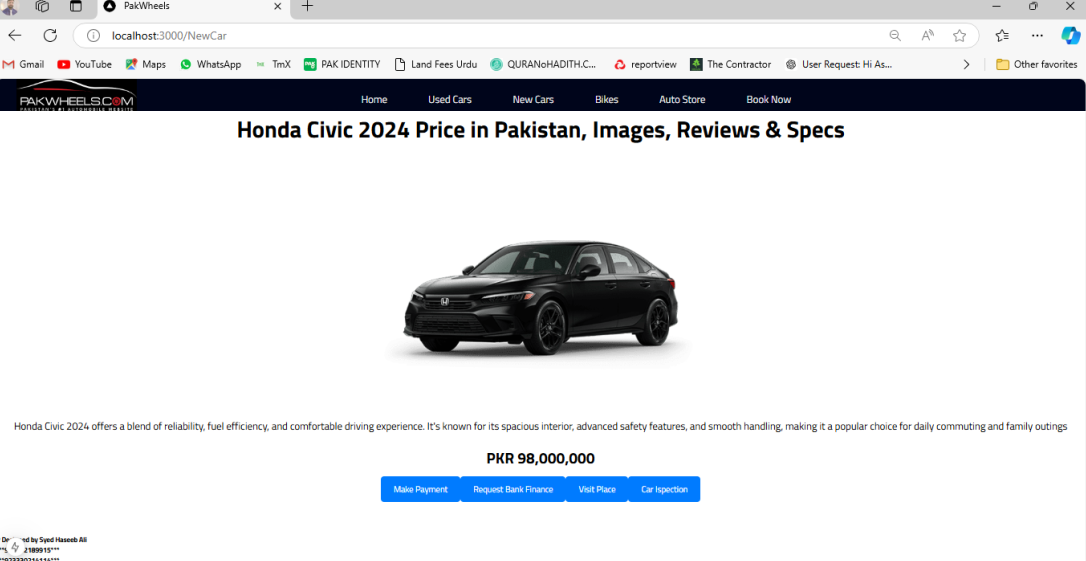 PakWheels
localhost:3000/NewCar
Gmail YouTube Maps WhatsApp TmX PAK IDENTITY Land Fees Urdu QURANoHADITH.C... reportview The Contractor User Request: Hi As... Other favorites
PAKWHEELS.COM
PAKISTAN'S #1 AUTOMOBILE WEBSITE
Home Used Cars New Cars Bikes Auto Store Book Now
Honda Civic 2024 Price in Pakistan, Images, Reviews & Specs
Honda Civic 2024 offers a blend of reliability, fuel efficiency, and comfortable driving experience. It's known for its spacious interior, advanced safety features, and smooth handling, making it a popular choice for daily commuting and family outings
PKR 98,000,000
Make Payment Request Bank Finance Visit Place Car Ispection
by Syed Haseeb Ali